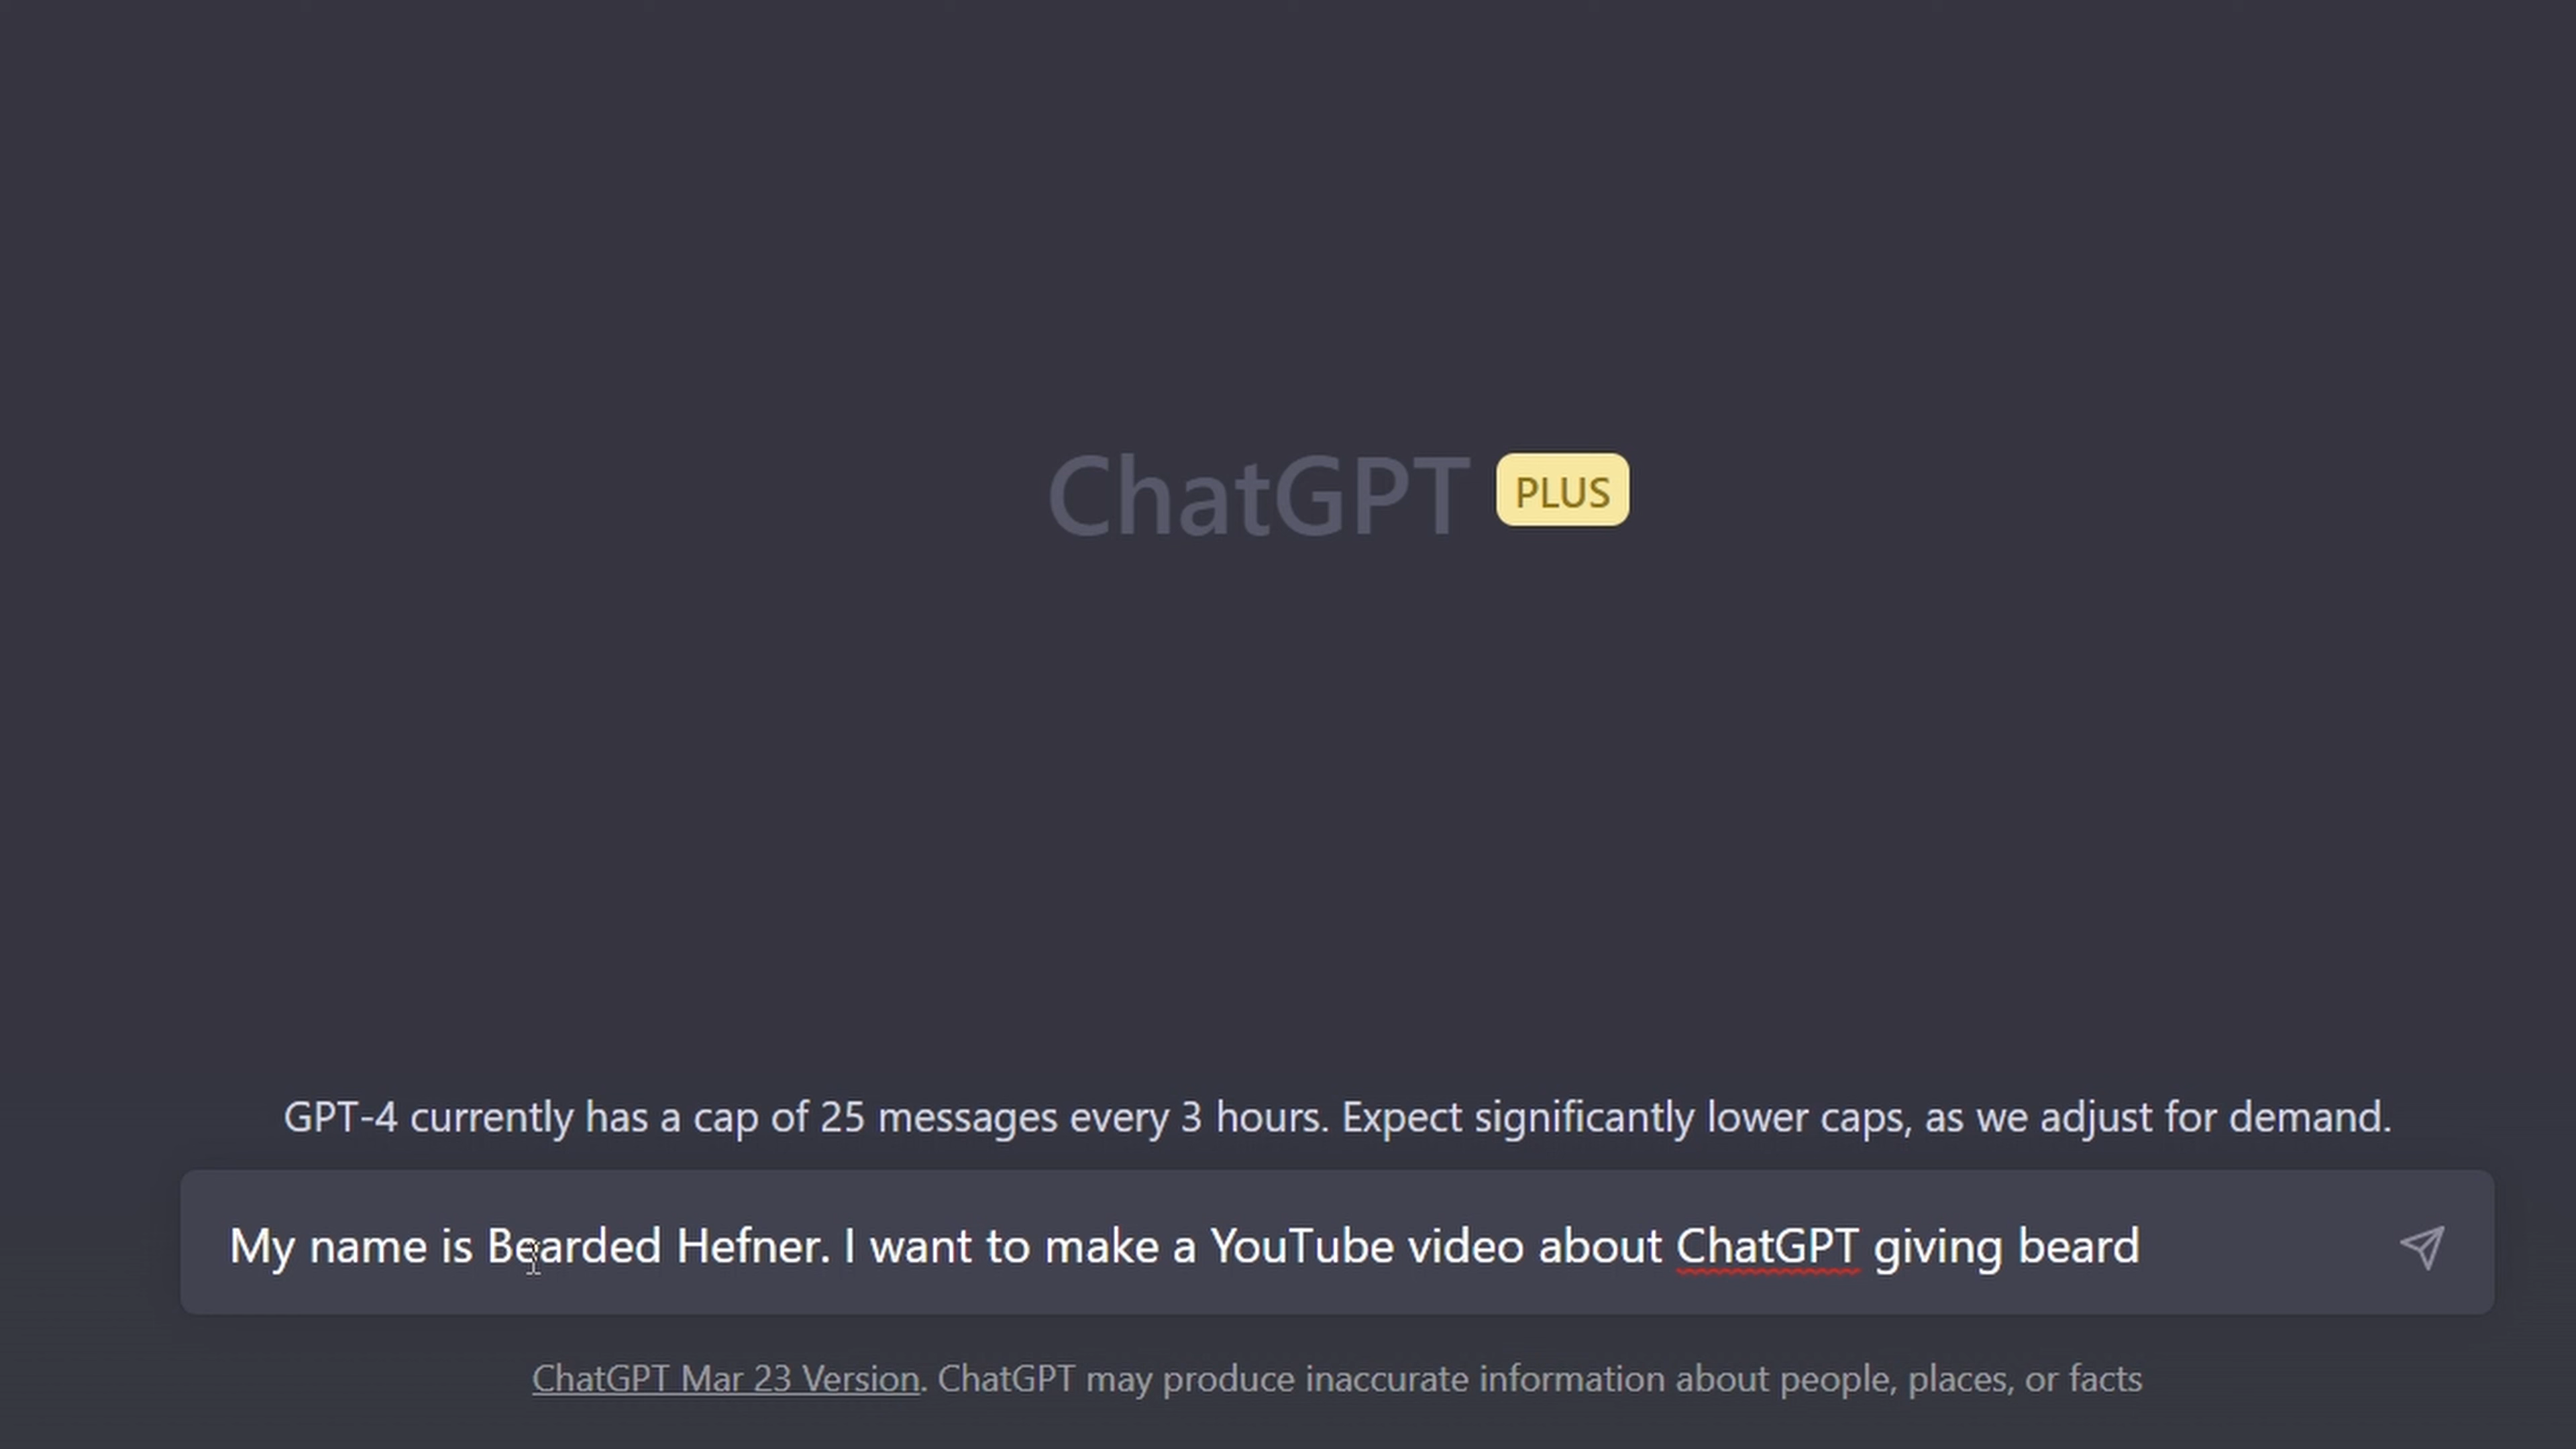 ChatGPT PLUS
GPT-4 currently has a cap of 25 messages every 3 hours. Expect significantly lower caps, as we adjust for demand.
My name is Bearded Hefner. I want to make a YouTube video about ChatGPT giving beard
ChatGPT Mar 23 Version. ChatGPT may produce inaccurate information about people, places, or facts